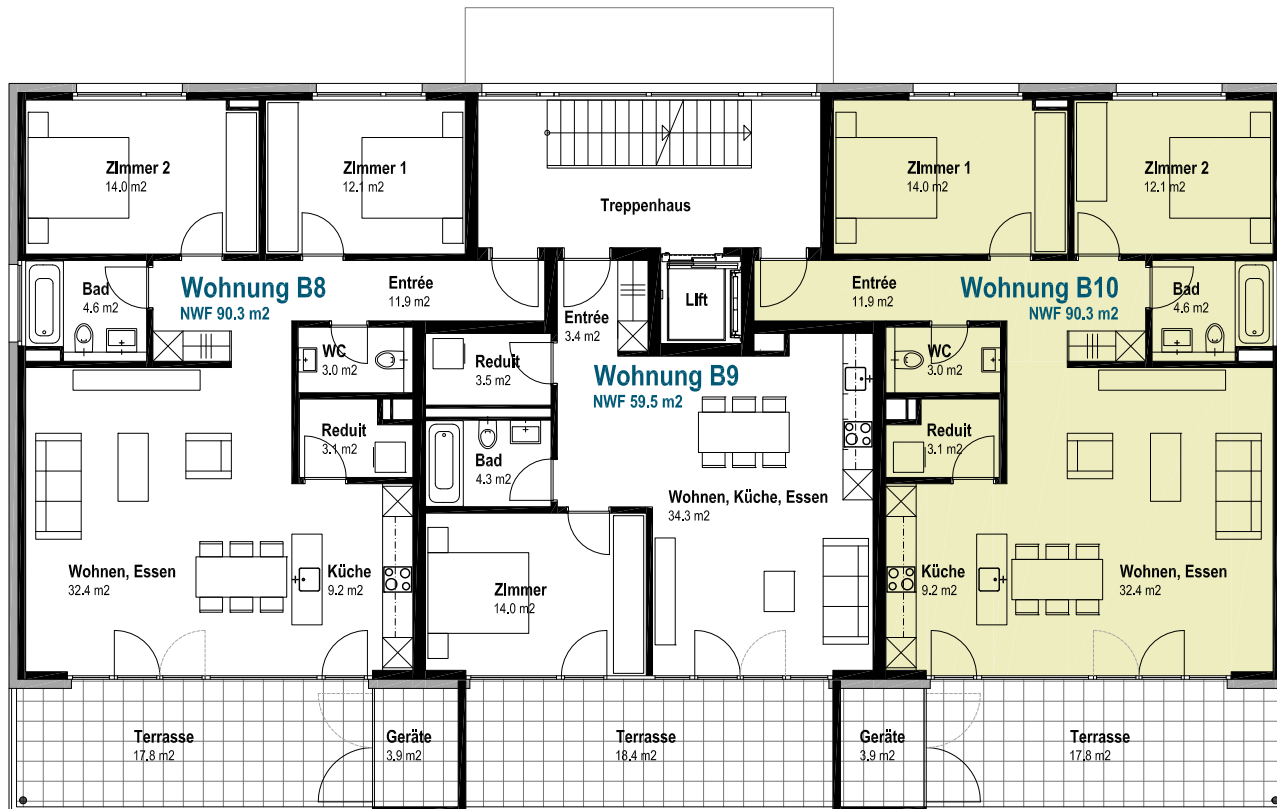 Zimmer 2
14.0 m2
Zimmer 1
12.1 m2
Treppenhaus
Zimmer 1
14.0 m2
Zimmer 2
12.1 m2
Bad
4.6 m2
Wohnung B8
NWF 90.3 m2
Entrée
11.9 m2
Entrée
3.4 m2
Lift
Entrée
11.9 m2
Wohnung B10
NWF 90.3 m2
Bad
4.6 m2
WC
3.0 m2
Reduit
3.5 m2
Wohnung B9
NWF 59.5 m2
WC
3.0 m2
Reduit
3.1 m2
Bad
4.3 m2
Reduit
3.1 m2
Wohnen, Küche, Essen
34.3 m2
Wohnen, Essen
32.4 m2
Küche
9.2 m2
Zimmer
14.0 m2
Küche
9.2 m2
Wohnen, Essen
32.4 m2
Terrasse
17.8 m2
Geräte
3.9 m2
Terrasse
18.4 m2
Geräte
3.9 m2
Terrasse
17.8 m2